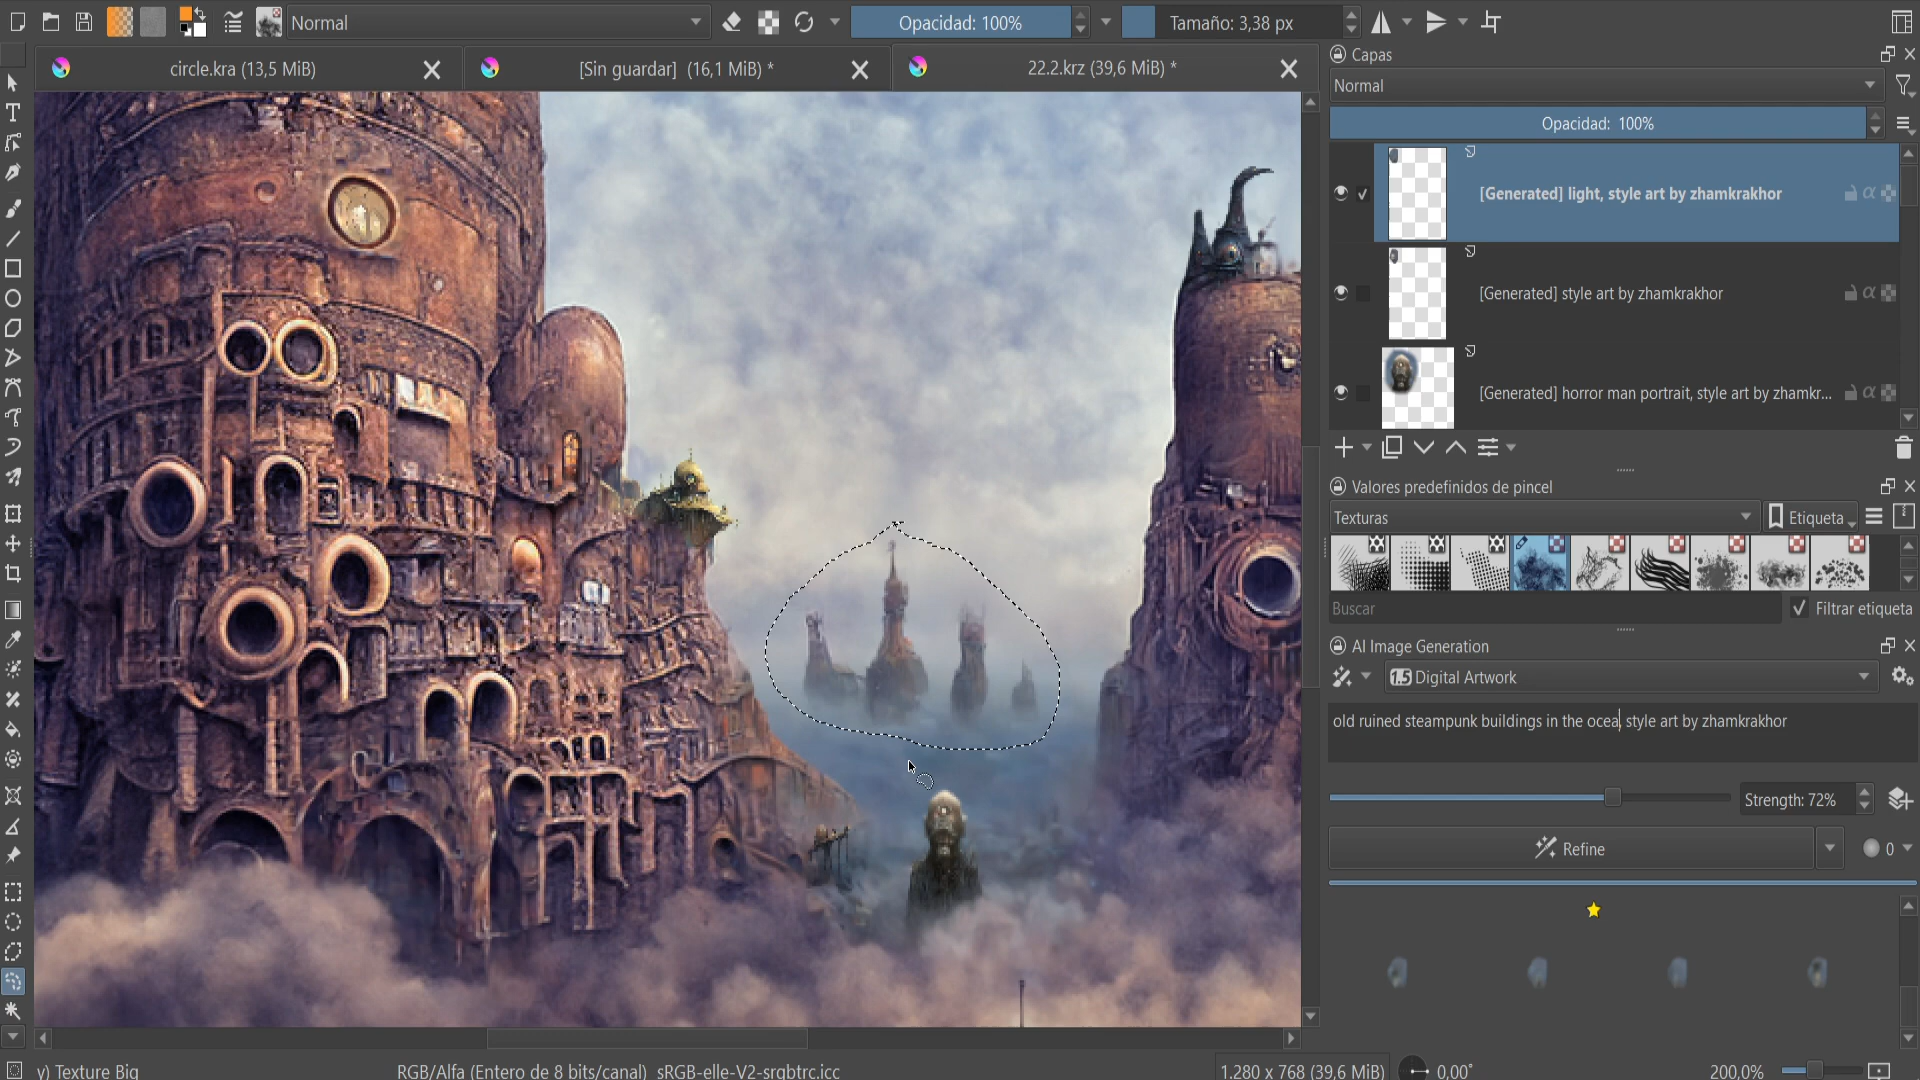 Normal
Opacidad: 100%
Tamaño: 3,38 px
circle.kra (13,5 MiB)
[Sin guardar] (16,1 MiB) *
22.2.krz (39,6 MiB) *
Capas
Normal
Opacidad: 100%
[Generated] light, style art by zhamkrakhor
[Generated] style art by zhamkrakhor
[Generated] horror man portrait, style art by zhamkr...
Valores predefinidos de pincel
Texturas
Etiqueta
Buscar
Filtrar etiqueta
AI Image Generation
1.5 Digital Artwork
old ruined steampunk buildings in the ocea, style art by zhamkrakhor
Strength: 72%
Refine
0
y) Texture Big
RGB/Alfa (Entero de 8 bits/canal) sRGB-elle-V2-srgbtrc.icc
1.280 x 768 (39,6 MiB)
0,00°
200,0%